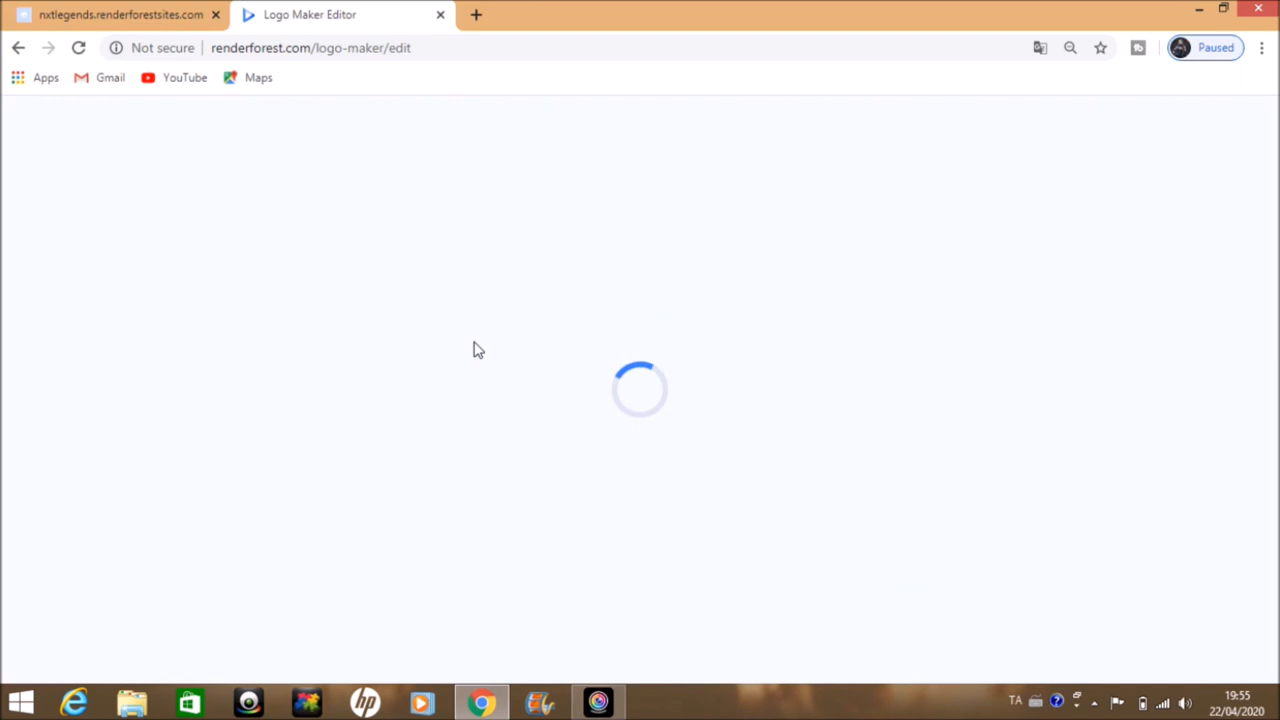 nxtlegends.renderforestsites.com
Logo Maker Editor
Not secure
renderforest.com/logo-maker/edit
Paused
Apps
Gmail
YouTube
Maps
hp
TA
19:55
22/04/2020